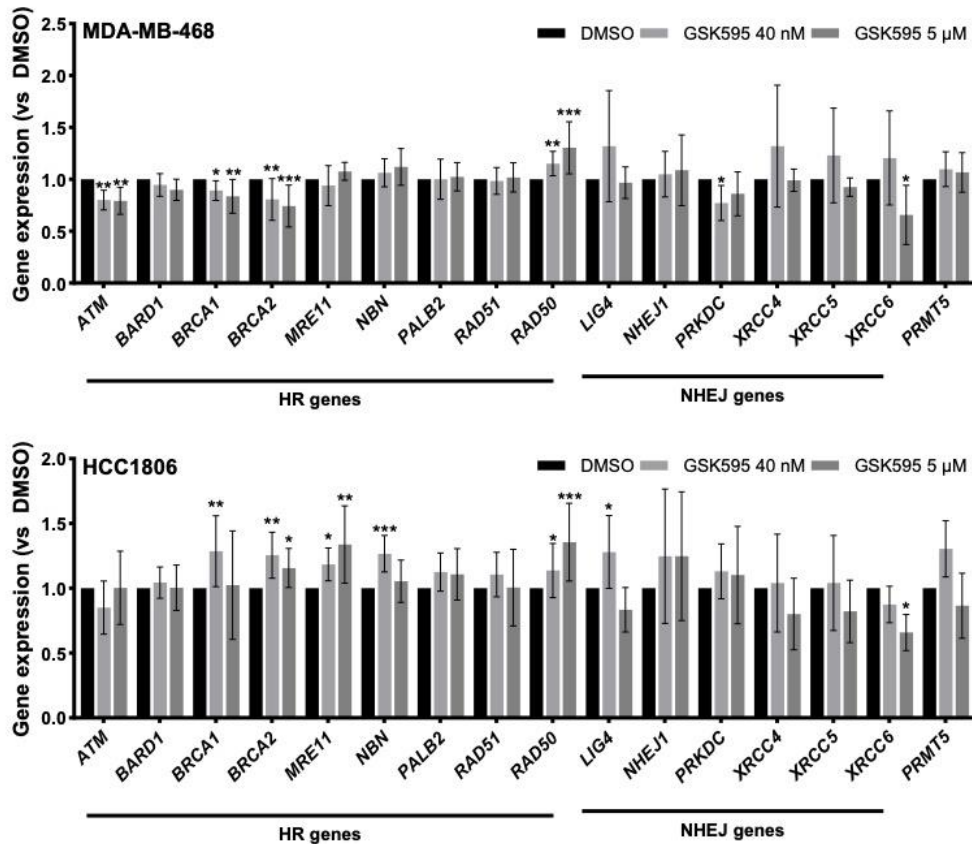 MDA-MB-468
DMSO GSK595 40 nM GSK595 5 µM
Gene expression (vs DMSO)
2.5
2.0
1.5
1.0
0.5
0.0
** ** * ** ** *** ** *** * *
ATM BARD1 BRCA1 BRCA2 MRE11 NBN PALB2 RAD51 RAD50 LIG4 NHEJ1 PRKDC XRCC4 XRCC5 XRCC6 PRMT5
HR genes NHEJ genes
HCC1806
DMSO GSK595 40 nM GSK595 5 µM
Gene expression (vs DMSO)
2.0
1.5
1.0
0.5
0.0
** ** * * ** *** * *** * *
ATM BARD1 BRCA1 BRCA2 MRE11 NBN PALB2 RAD51 RAD50 LIG4 NHEJ1 PRKDC XRCC4 XRCC5 XRCC6 PRMT5
HR genes NHEJ genes